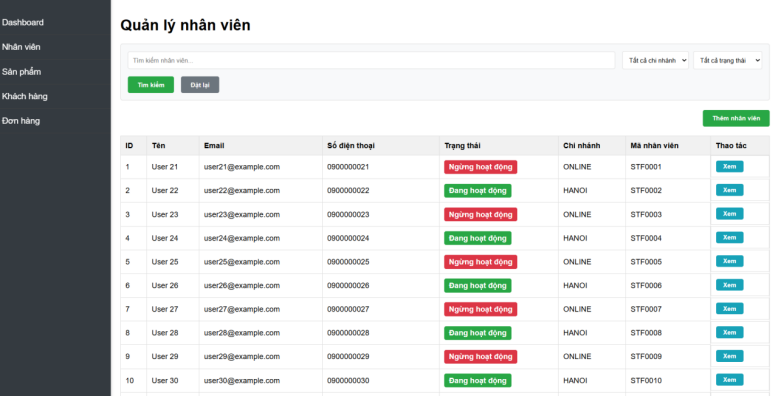 Dashboard
Nhân viên
Sản phẩm
Khách hàng
Đơn hàng
Quản lý nhân viên
Tìm kiếm nhân viên...
Tất cả chi nhánh
Tất cả trạng thái
Tìm kiếm
Đặt lại
Thêm nhân viên
ID Tên Email Số điện thoại Trạng thái Chi nhánh Mã nhân viên Thao tác
1 User 21 user21@example.com 0900000021 Ngừng hoạt động ONLINE STF0001 Xem
2 User 22 user22@example.com 0900000022 Đang hoạt động HANOI STF0002 Xem
3 User 23 user23@example.com 0900000023 Ngừng hoạt động ONLINE STF0003 Xem
4 User 24 user24@example.com 0900000024 Đang hoạt động HANOI STF0004 Xem
5 User 25 user25@example.com 0900000025 Ngừng hoạt động ONLINE STF0005 Xem
6 User 26 user26@example.com 0900000026 Đang hoạt động HANOI STF0006 Xem
7 User 27 user27@example.com 0900000027 Ngừng hoạt động ONLINE STF0007 Xem
8 User 28 user28@example.com 0900000028 Đang hoạt động HANOI STF0008 Xem
9 User 29 user29@example.com 0900000029 Ngừng hoạt động ONLINE STF0009 Xem
10 User 30 user30@example.com 0900000030 Đang hoạt động HANOI STF0010 Xem